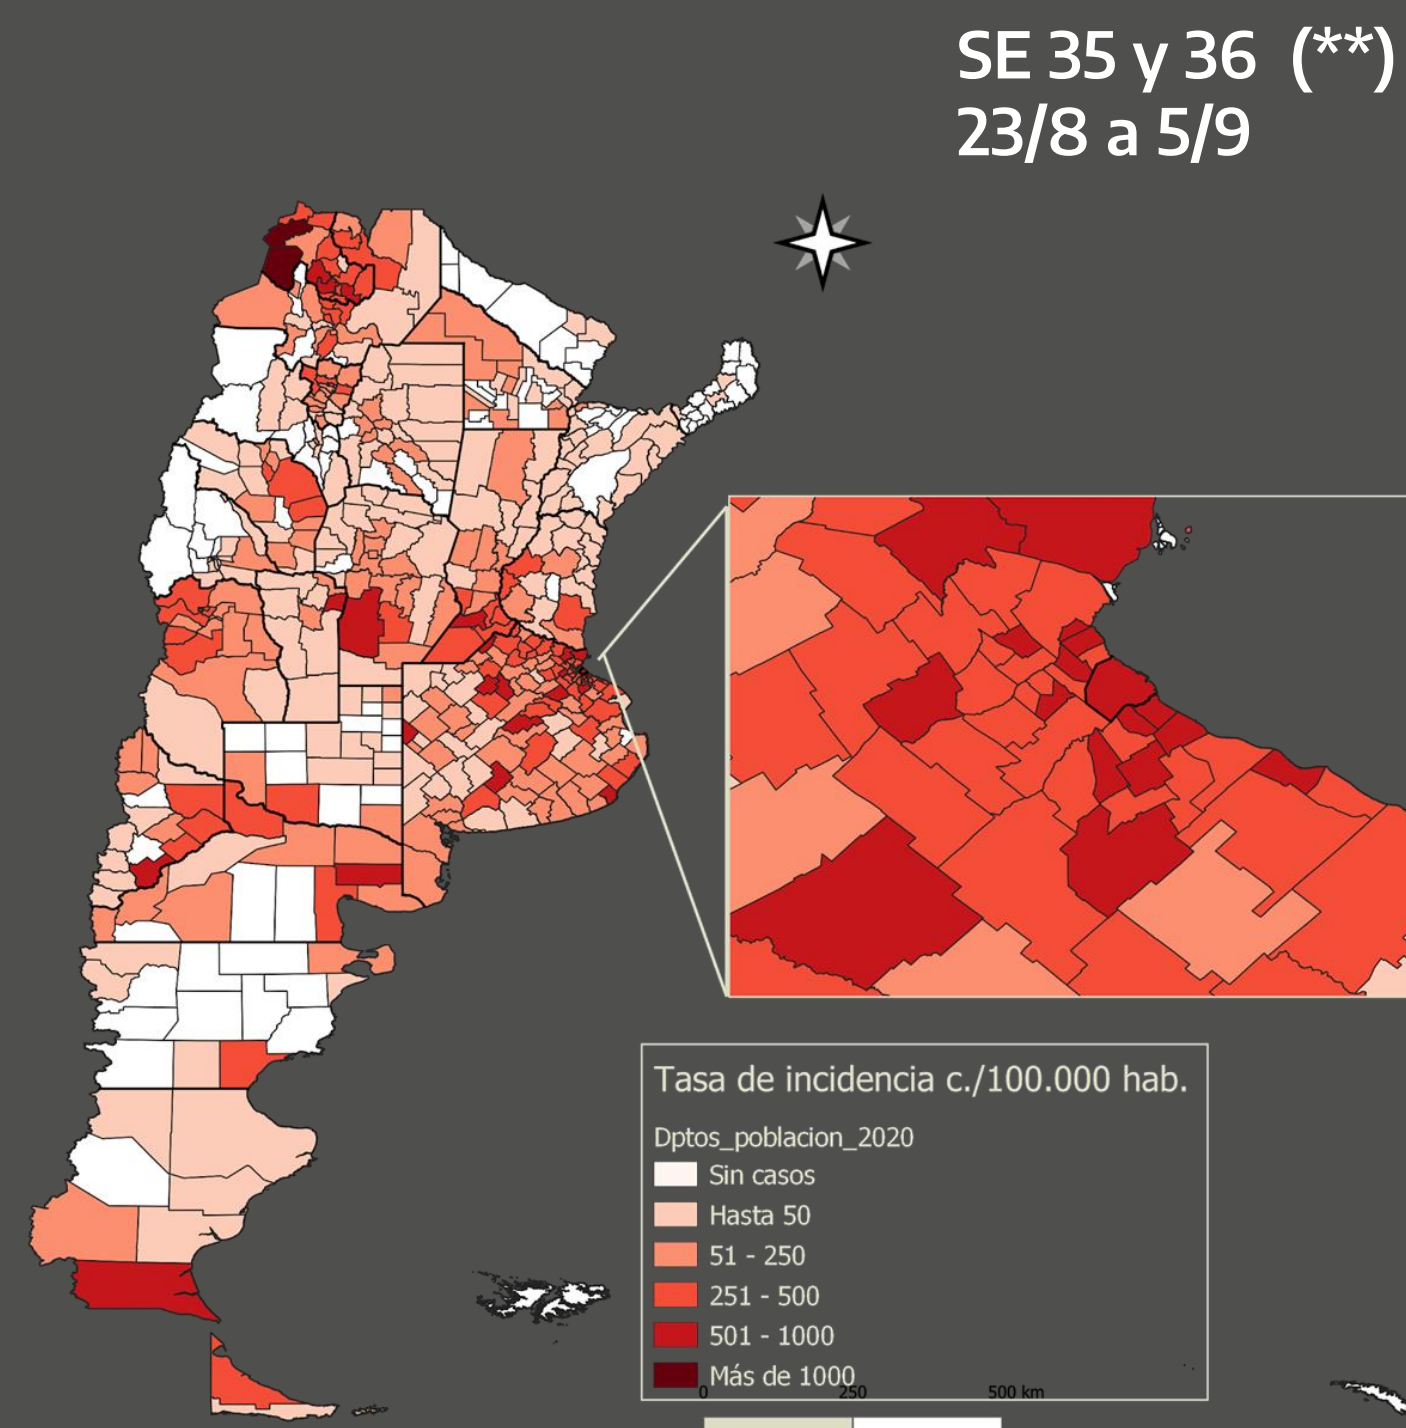 SE 35 y 36 (**)
23/8 a 5/9
Tasa de incidencia c./100.000 hab.
Dptos_poblacion_2020
Sin casos
Hasta 50
51 - 250
251 - 500
501 - 1000
Más de 1000
0 250 500 km